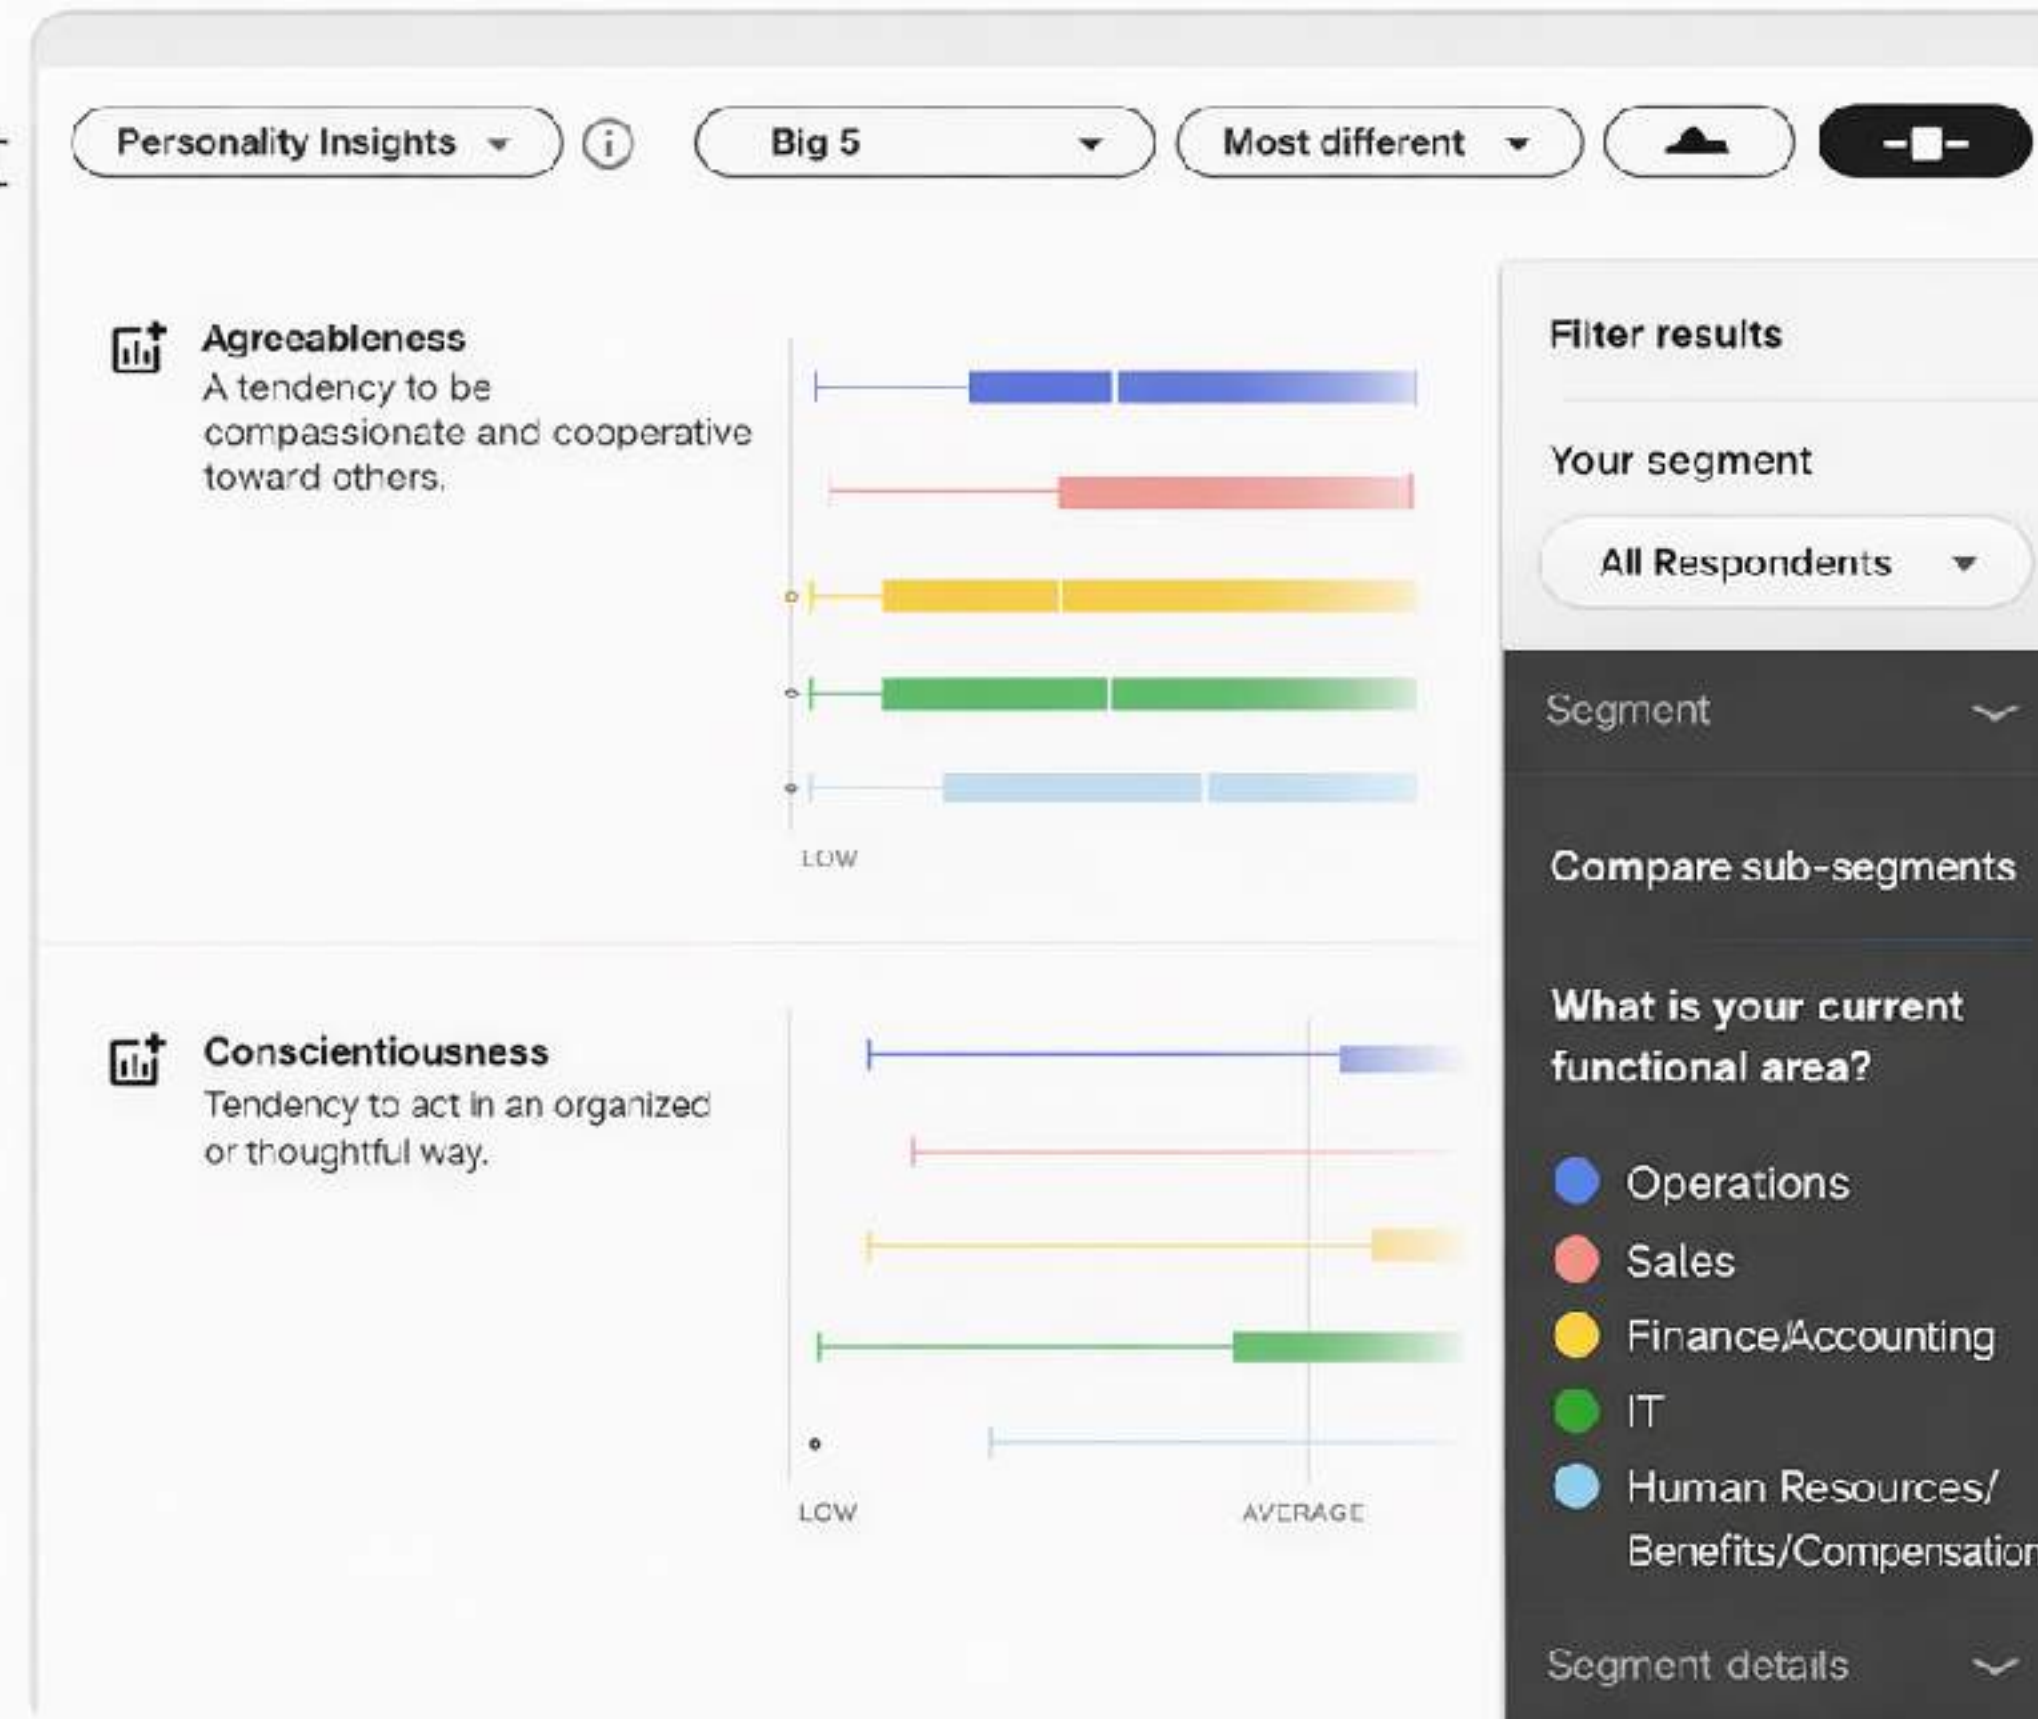 Personality Insights
Big 5
Most different
Agreeableness
A tendency to be
compassionate and cooperative
toward others.
LOW
Conscientiousness
Tendency to act in an organized
or thoughtful way.
LOW
AVERAGE
Filter results
Your segment
All Respondents
Segment
Compare sub-segments
What is your current
functional area?
Operations
Sales
Finance/Accounting
IT
Human Resources/
Benefits/Compensation
Segment details